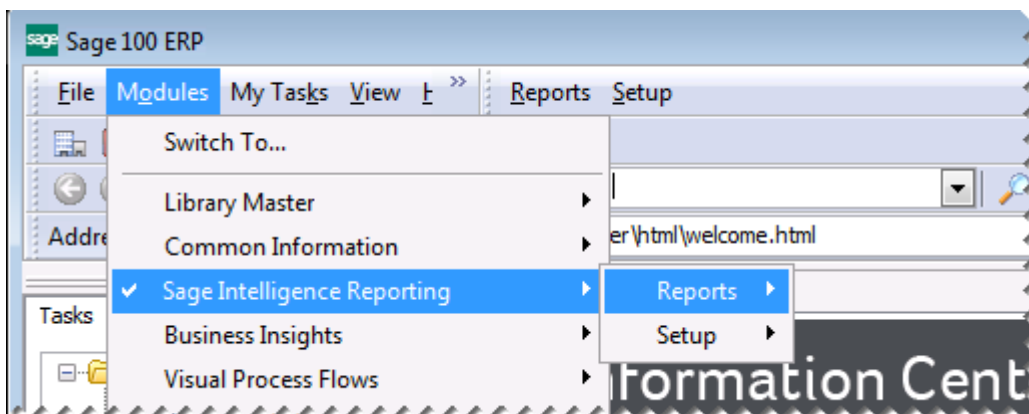 sage Sage 100 ERP
File Modules My Tasks View Reports Setup
Switch To...
Library Master
Common Information
Addre er\html\welcome.html
Sage Intelligence Reporting Reports
Tasks
Business Insights Setup
Visual Process Flows
formation Cent